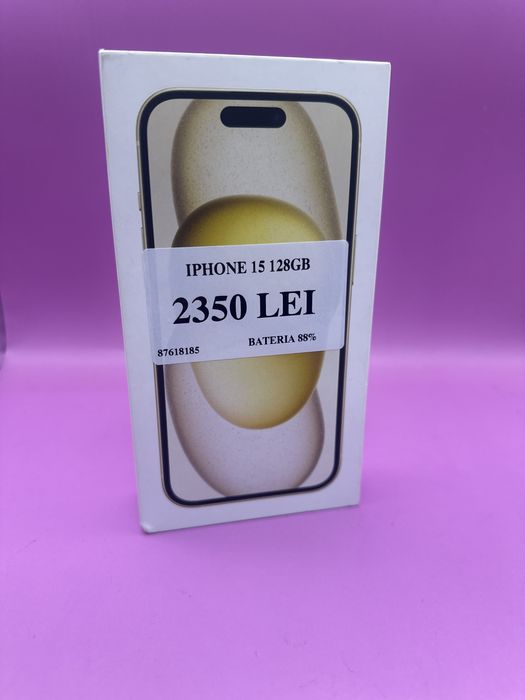 IPHONE 15 128GB
2350 LEI
87618185 BATERIA 88%